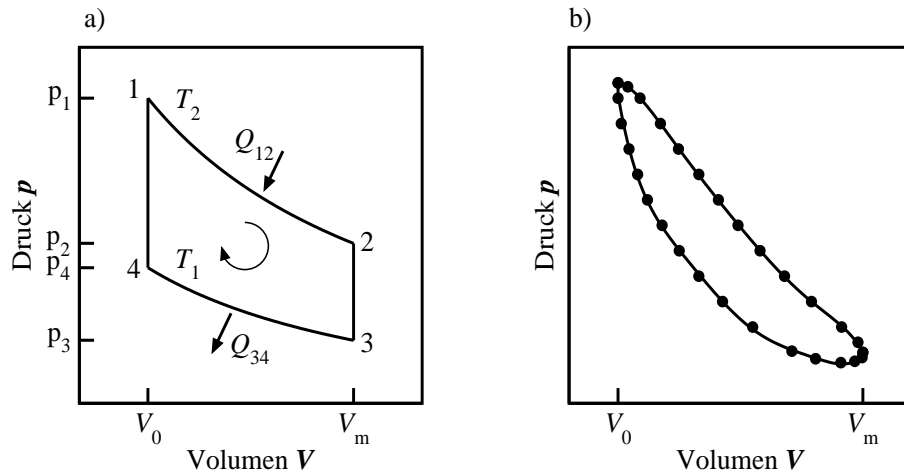 a)
p₁
p₂
p₄
p₃
Druck p
1
T₂
Q₁₂
2
4
T₁
3
Q₃₄
V₀
Vₘ
Volumen V
b)
Druck p
V₀
Vₘ
Volumen V